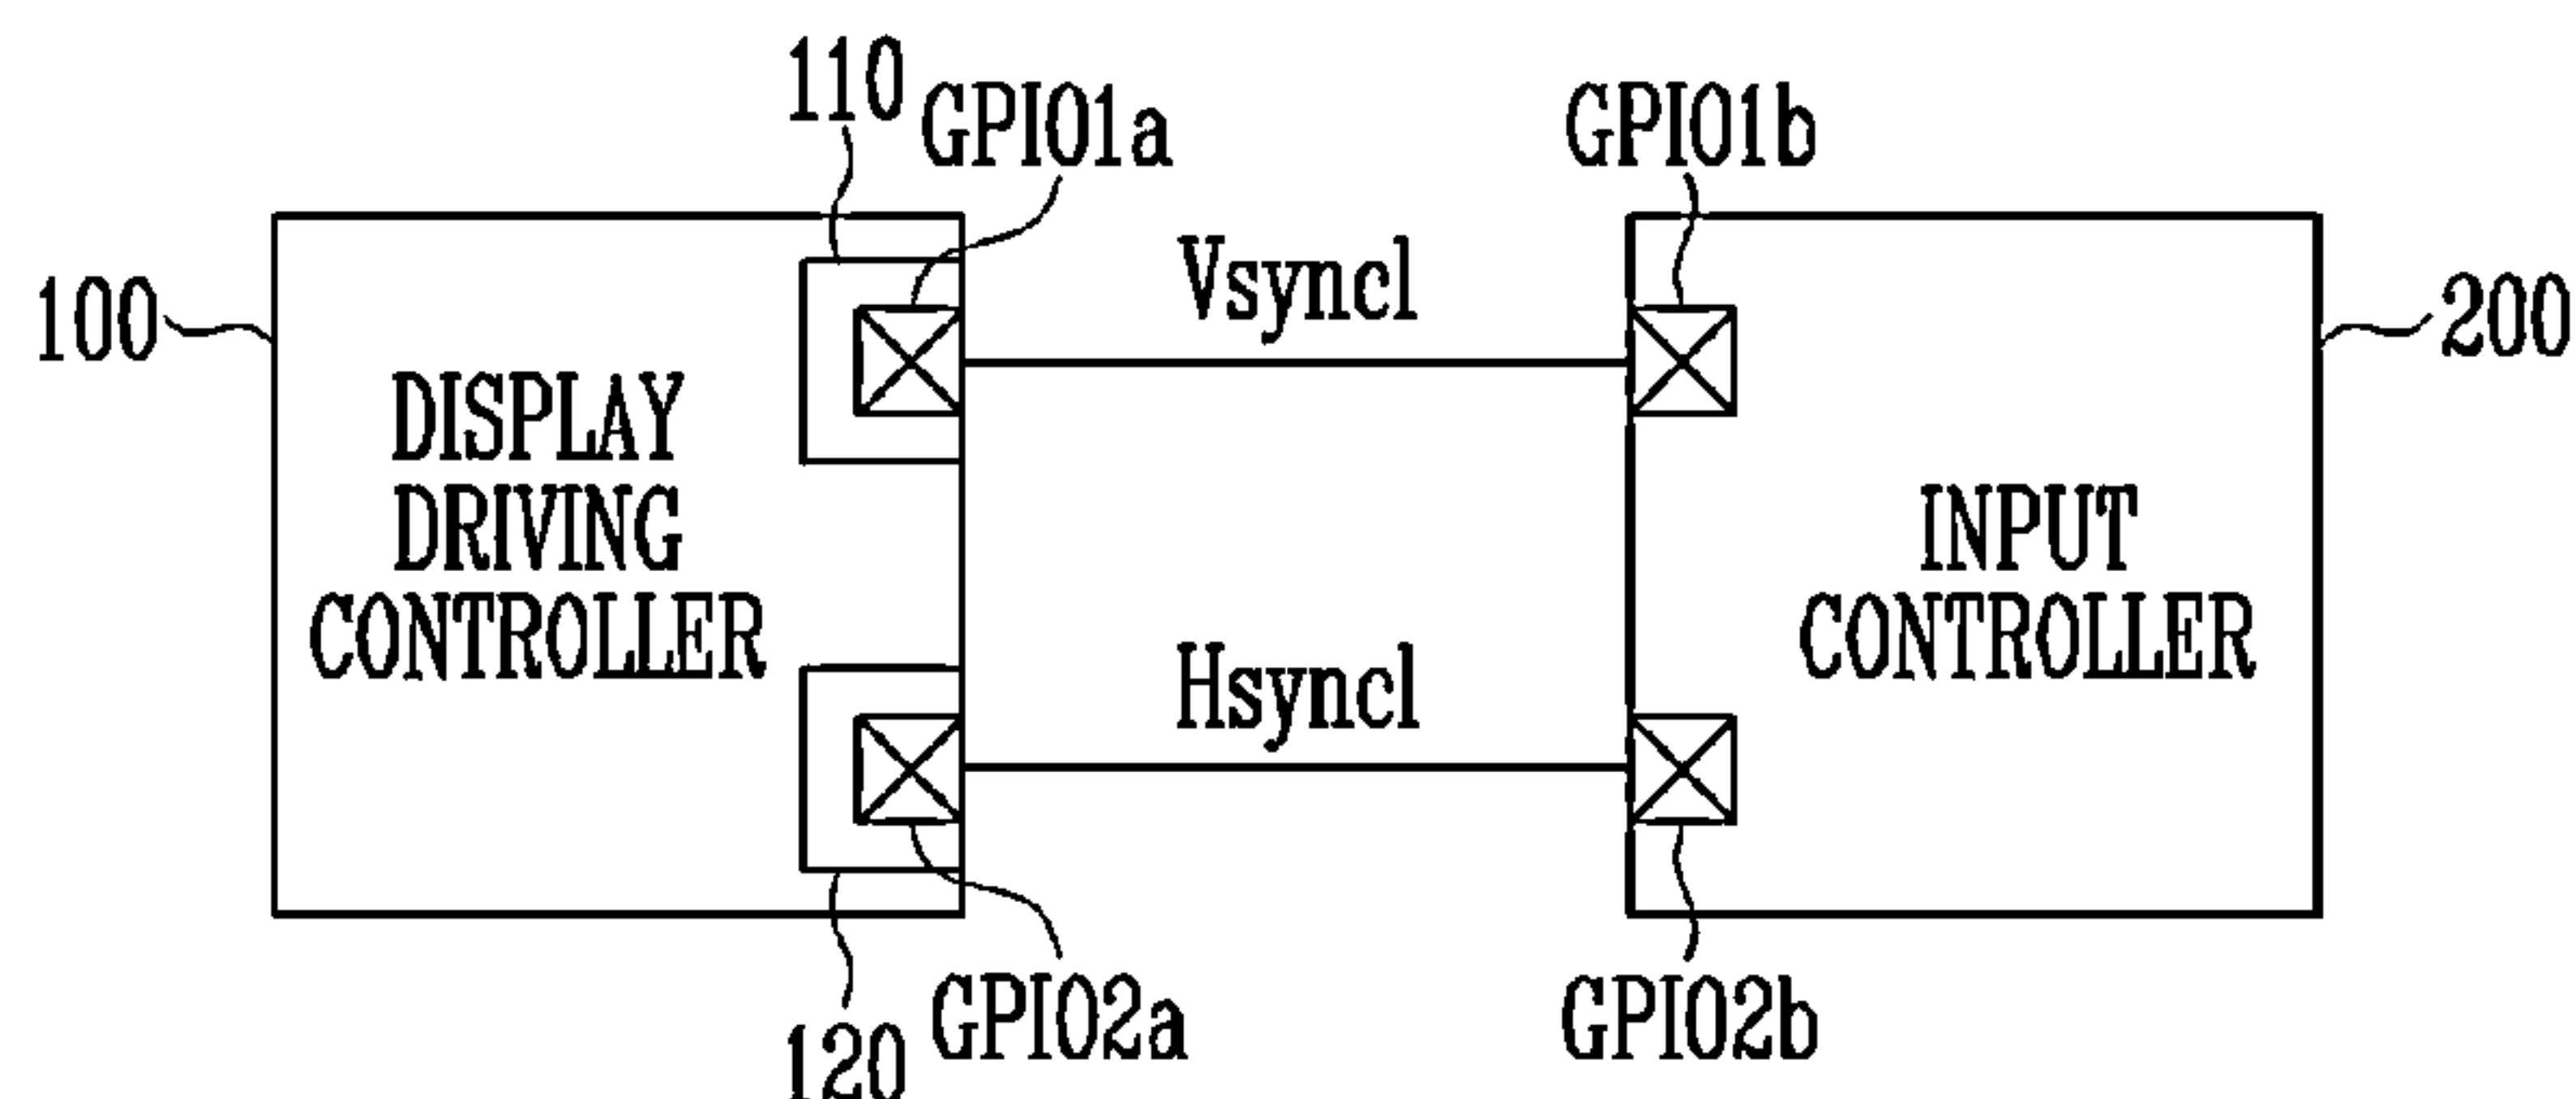 110
GPIO1a
GPIO1b
100
Vsyncl
200
DISPLAY
DRIVING
CONTROLLER
INPUT
CONTROLLER
Hsyncl
120
GPIO2a
GPIO2b